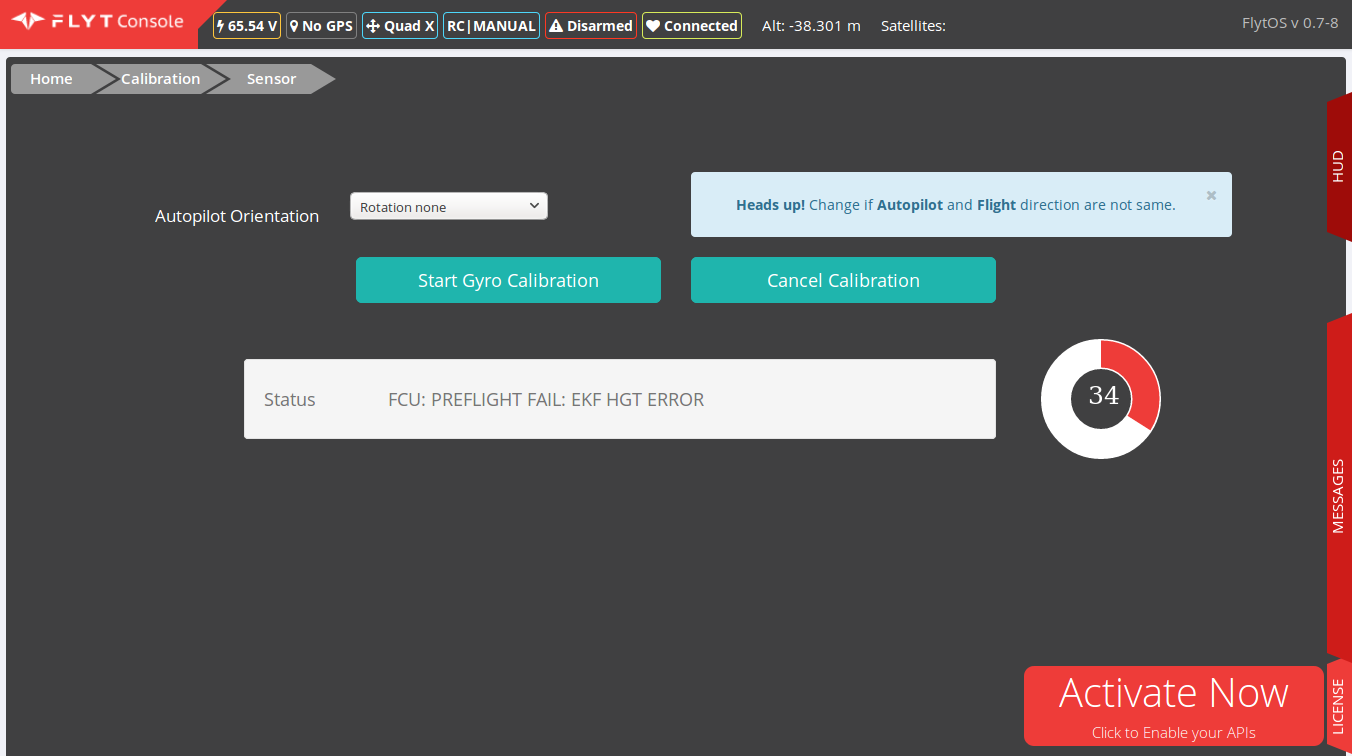 FLYT Console
65.54 V No GPS Quad X RC|MANUAL Disarmed Connected Alt: -38.301 m Satellites: FlytOS v 0.7-8
Home Calibration Sensor
HUD
Autopilot Orientation Rotation none
Heads up! Change if Autopilot and Flight direction are not same. ×
Start Gyro Calibration Cancel Calibration
Status FCU: PREFLIGHT FAIL: EKF HGT ERROR
34
MESSAGES
Activate Now
Click to Enable your APIs
LICENSE